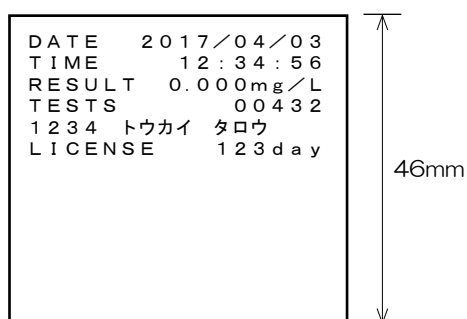 DATE 2017／04／03
TIME 12：34：56
RESULT 0.000mg／L
TESTS 00432
1234 トウカイ タロウ
LICENSE 123day
46mm